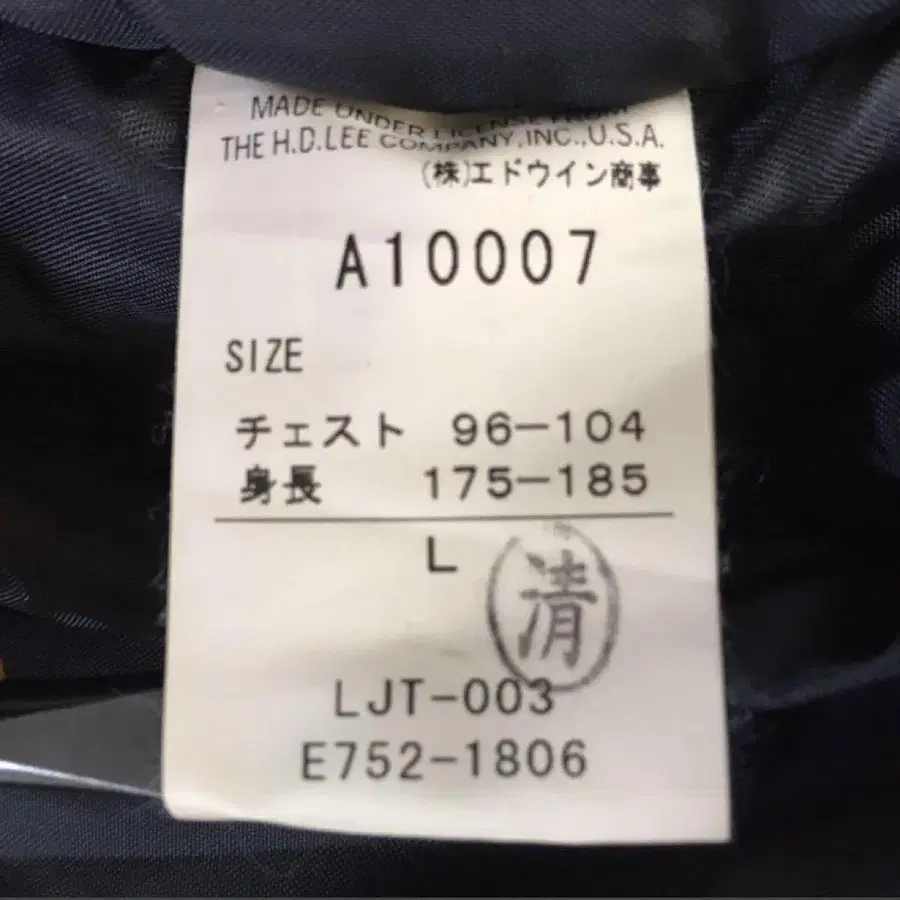 MADE UNDER LICENSE FROM
THE H.D.LEE COMPANY,INC.,U.S.A.
(株)エドウイン商事
A10007
SIZE
チェスト 96-104
身長 175-185
L
清
LJT-003
E752-1806